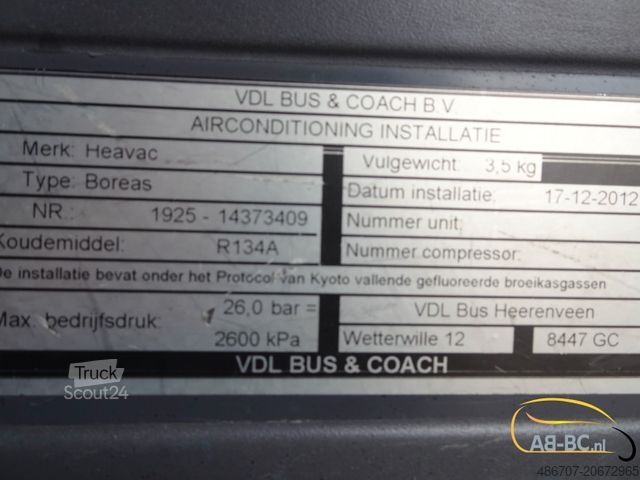 VDL BUS & COACH B.V.
AIRCONDITIONING INSTALLATIE
Merk: Heavac
Vulgewicht: 3,5 kg
Type: Boreas
Datum installatie: 17-12-2012
NR.: 1925 - 14373409
Nummer unit:
Koudemiddel: R134A
Nummer compressor:
De installatie bevat onder het Protocol van Kyoto vallende gefluoreerde broeikasgassen
Max. bedrijfsdruk: 26,0 bar =
2600 kPa
VDL Bus Heerenveen
Wetterwille 12 8447 GC
VDL BUS & COACH
Truck
Scout24
AB-BC.nl
486707-20672965